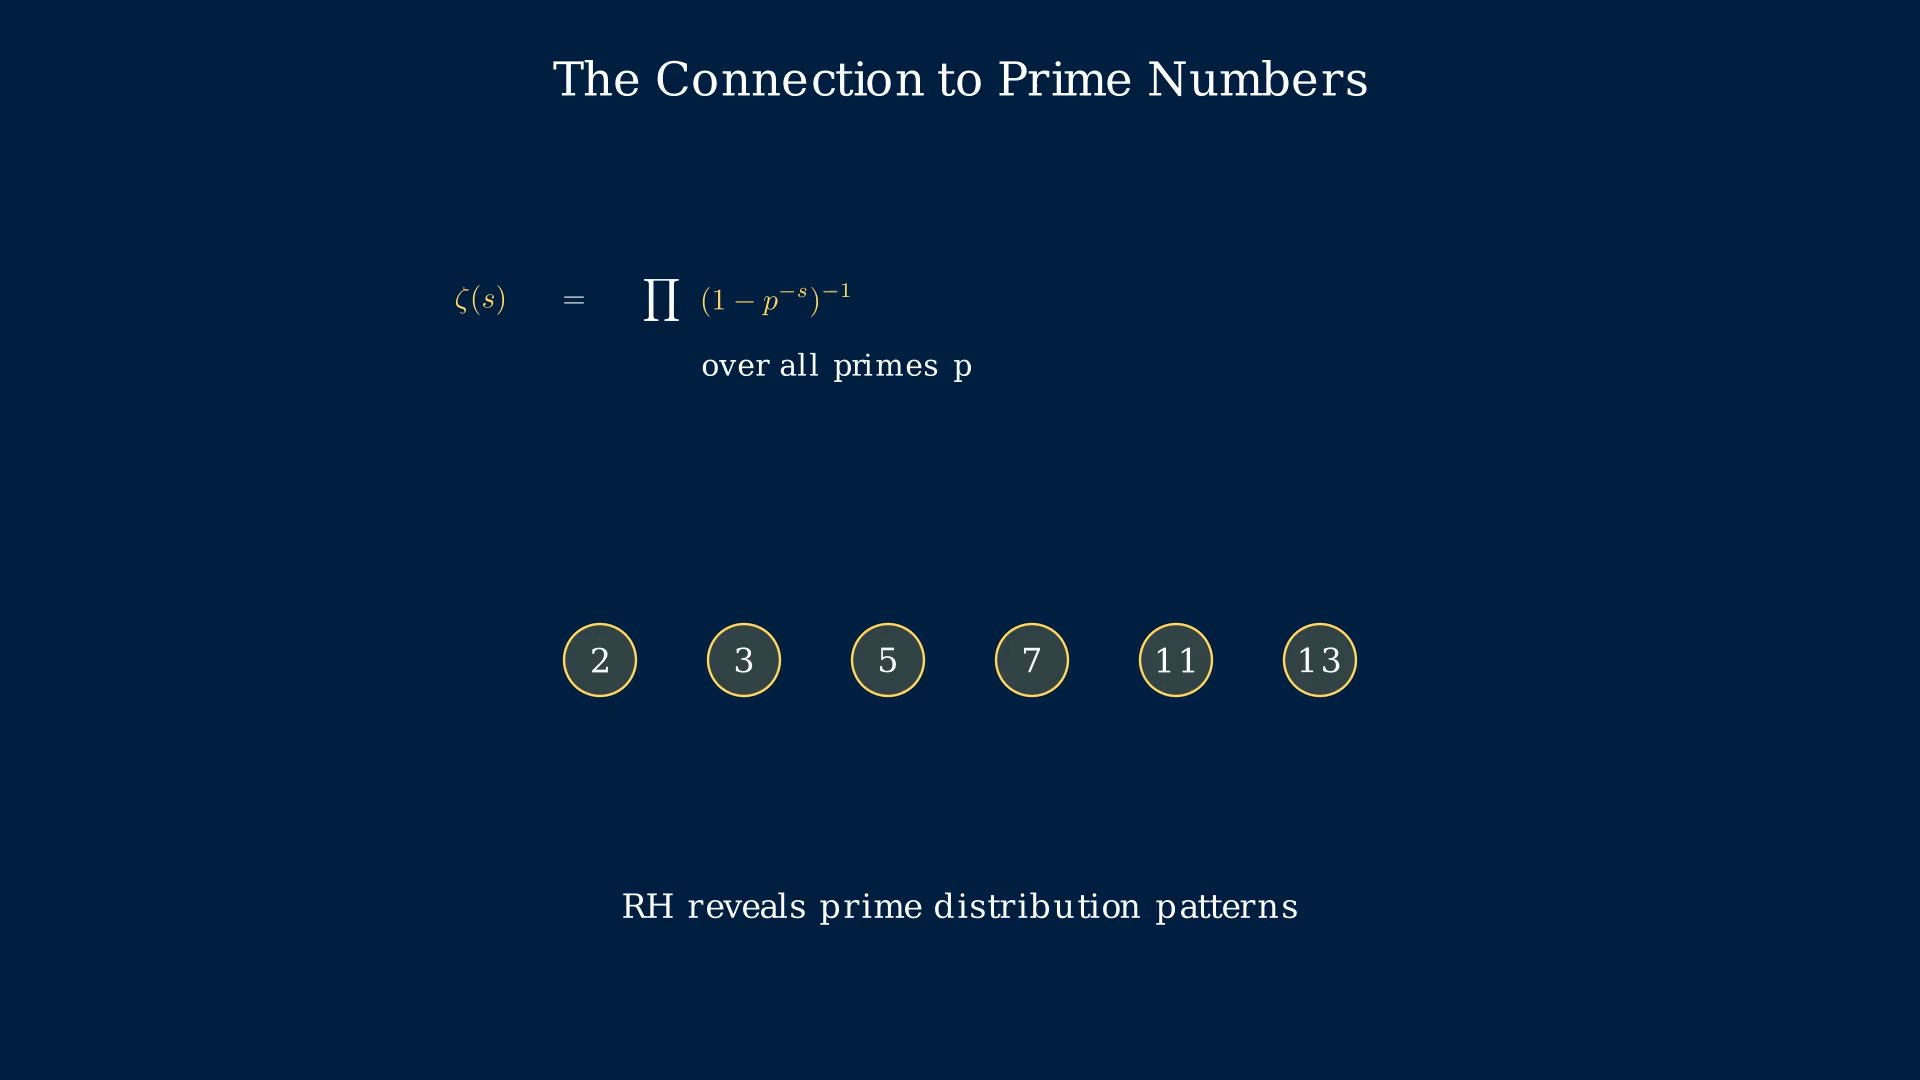 The Connection to Prime Numbers
ζ(s) = ∏ (1 − p⁻ˢ)⁻¹
over all primes p
2 3 5 7 11 13
RH reveals prime distribution patterns